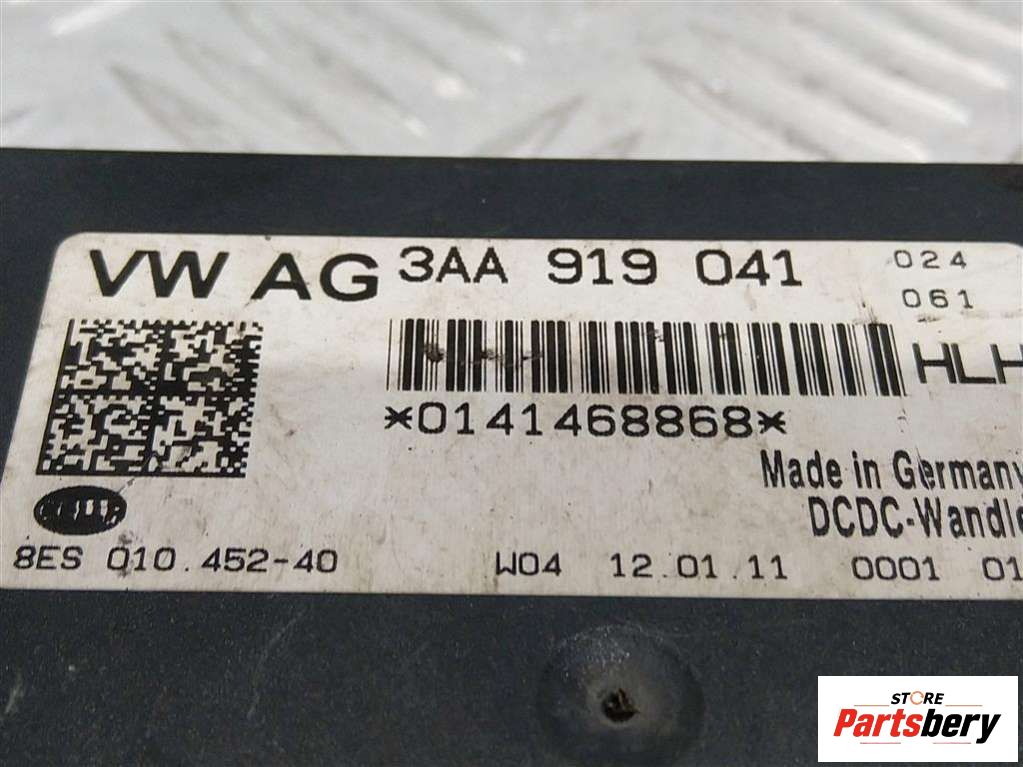 VW AG 3AA 919 041 024
061
HLH
*0141468868*
Made in Germany
DCDC-Wandle
HELLA
8ES 010.452-40 W04 12.01.11 0001 01
STORE
Partsbery